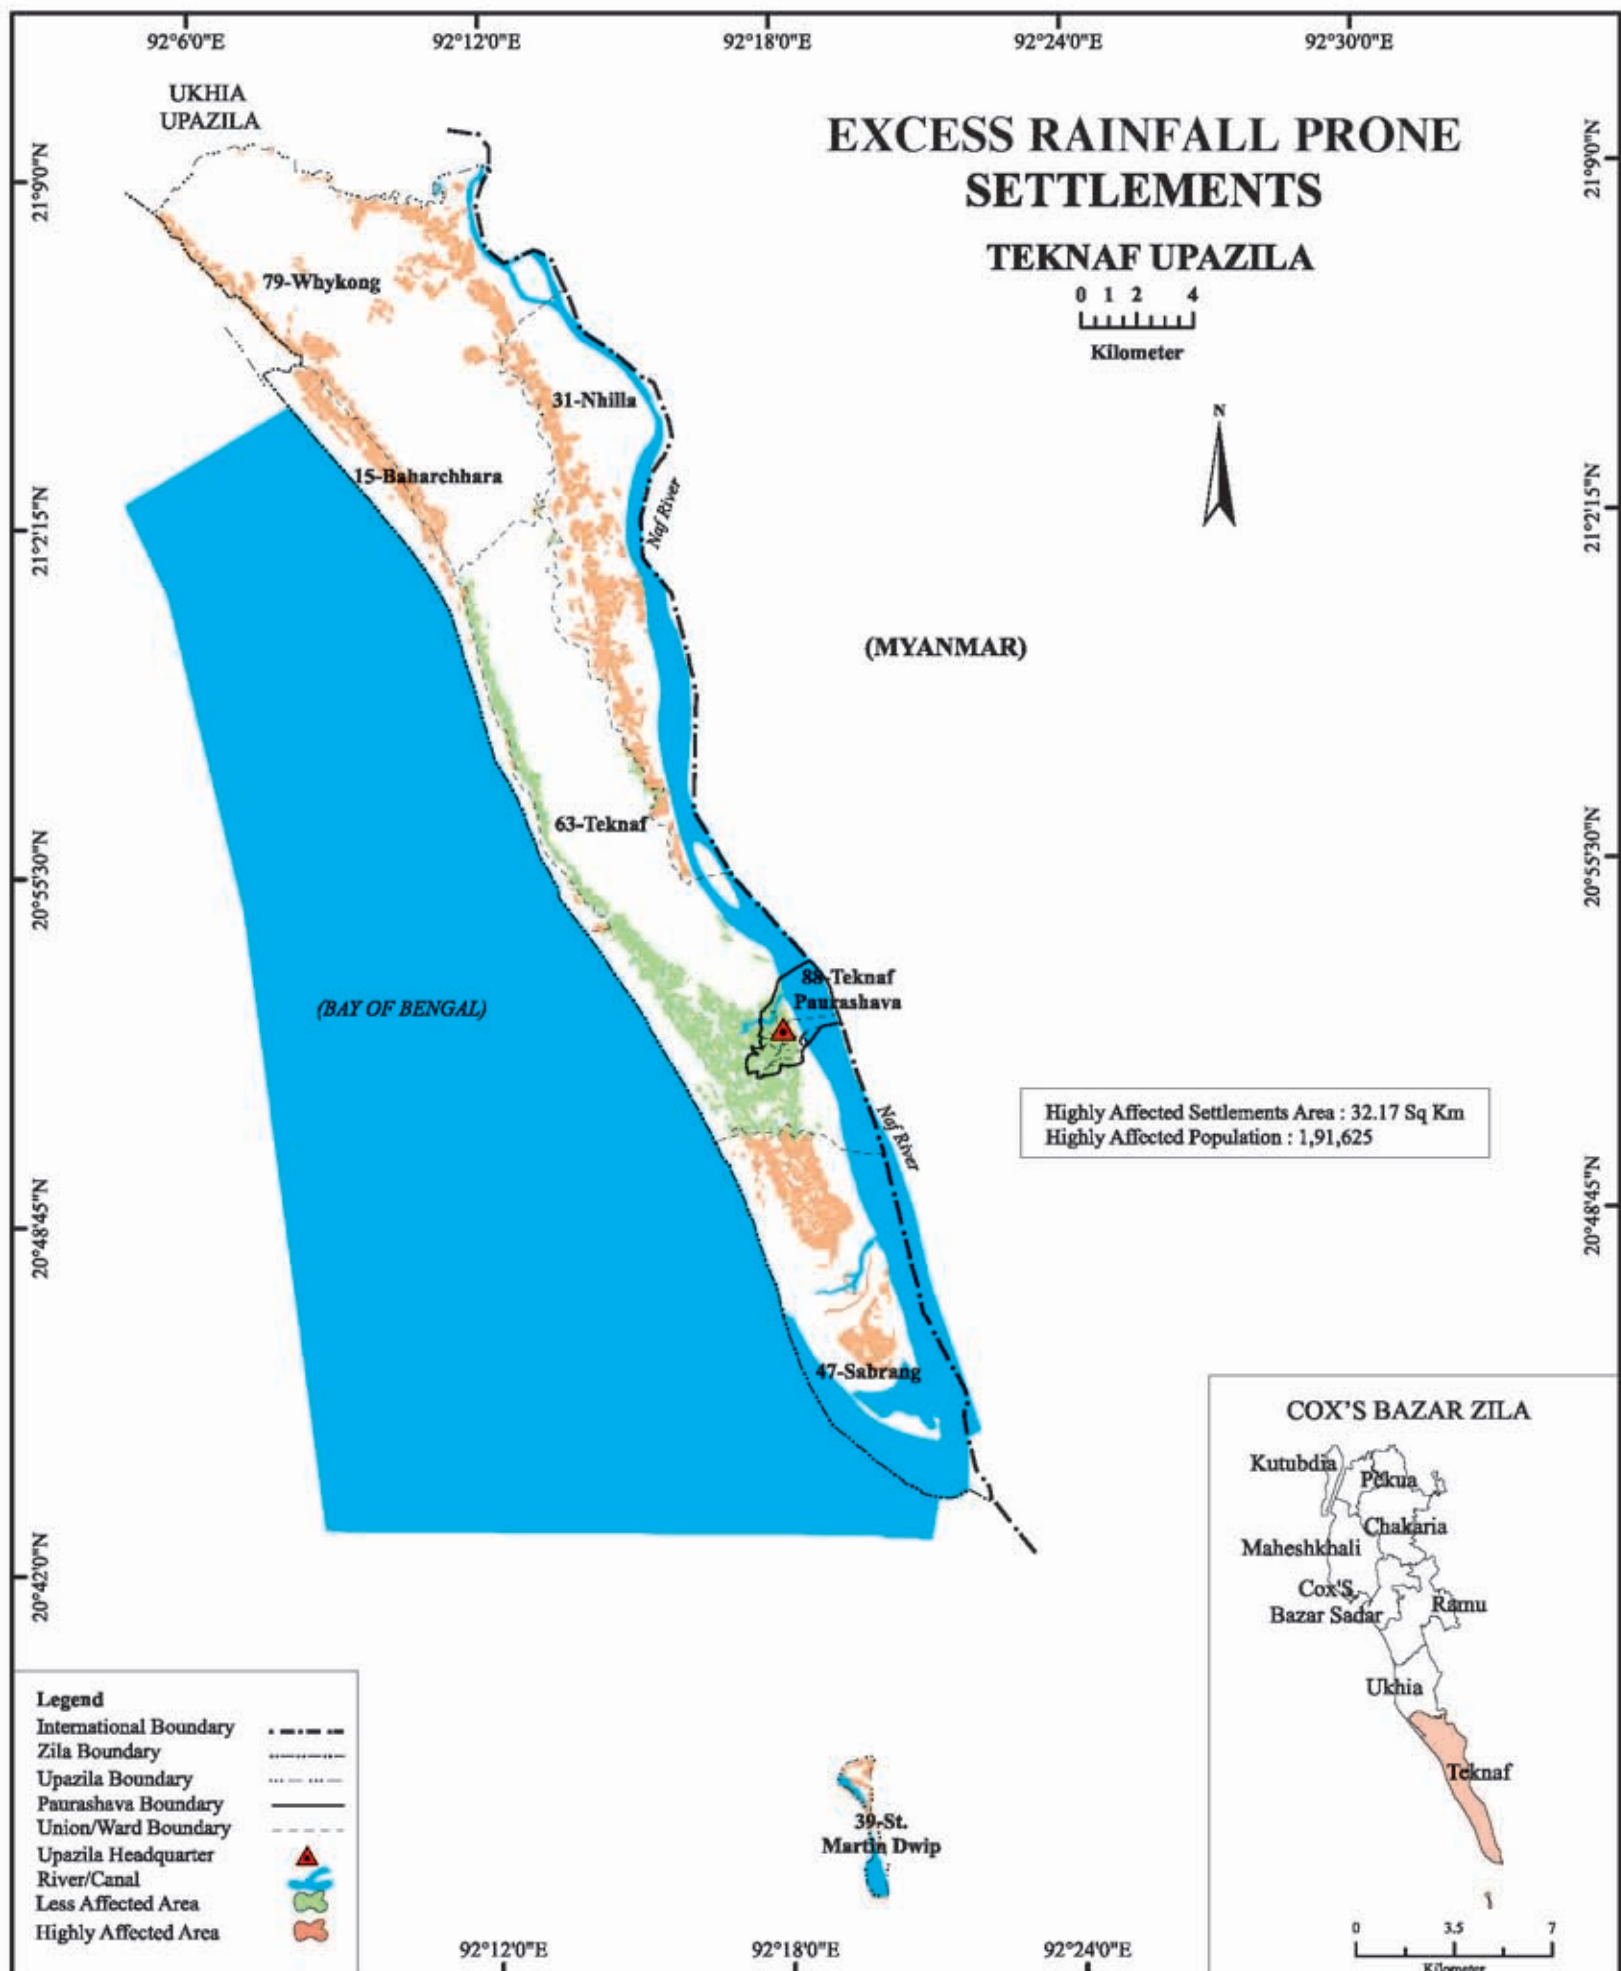 92°6'0"E 92°12'0"E 92°18'0"E 92°24'0"E 92°30'0"E
UKHIA
UPAZILA
EXCESS RAINFALL PRONE
SETTLEMENTS
TEKNAF UPAZILA
0 1 2 4
Kilometer
21°9'0"N
21°9'0"N
79-Whykong
31-Nhilla
N
15-Baharchhara
Naf River
21°2'15"N
21°2'15"N
(MYANMAR)
63-Teknaf
20°55'30"N
20°55'30"N
88-Teknaf
Paurashava
(BAY OF BENGAL)
Highly Affected Settlements Area : 32.17 Sq Km
Highly Affected Population : 1,91,625
Naf River
20°48'45"N
20°48'45"N
47-Sabrang
20°42'0"N
COX'S BAZAR ZILA
Kutubdia
Pekua
Chakaria
Maheshkhali
Cox'S
Bazar Sadar
Ramu
Ukhia
Teknaf
0 3.5 7
Kilometer
Legend
International Boundary
Zila Boundary
Upazila Boundary
Paurashava Boundary
Union/Ward Boundary
Upazila Headquarter
River/Canal
Less Affected Area
Highly Affected Area
39-St.
Martin Dwip
92°12'0"E 92°18'0"E 92°24'0"E